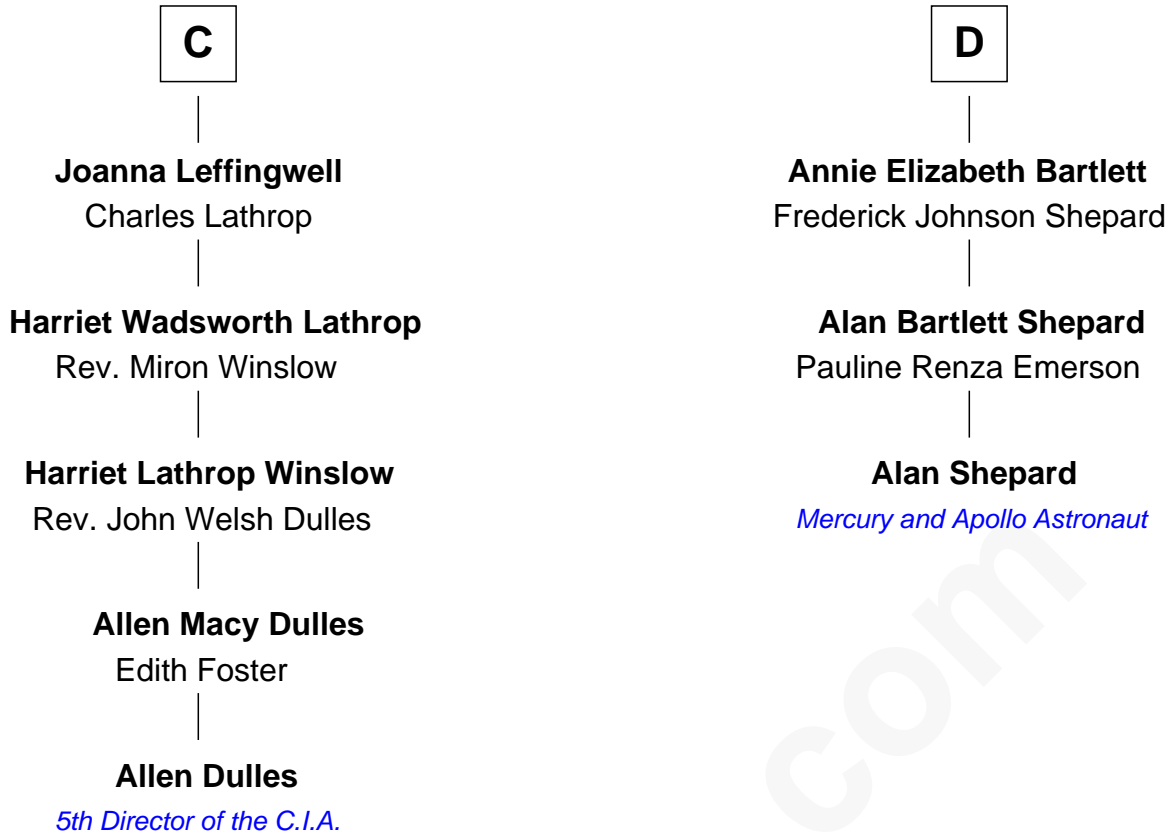 C
Joanna Leffingwell
Charles Lathrop
Harriet Wadsworth Lathrop
Rev. Miron Winslow
Harriet Lathrop Winslow
Rev. John Welsh Dulles
Allen Macy Dulles
Edith Foster
Allen Dulles
5th Director of the C.I.A.
D
Annie Elizabeth Bartlett
Frederick Johnson Shepard
Alan Bartlett Shepard
Pauline Renza Emerson
Alan Shepard
Mercury and Apollo Astronaut
com